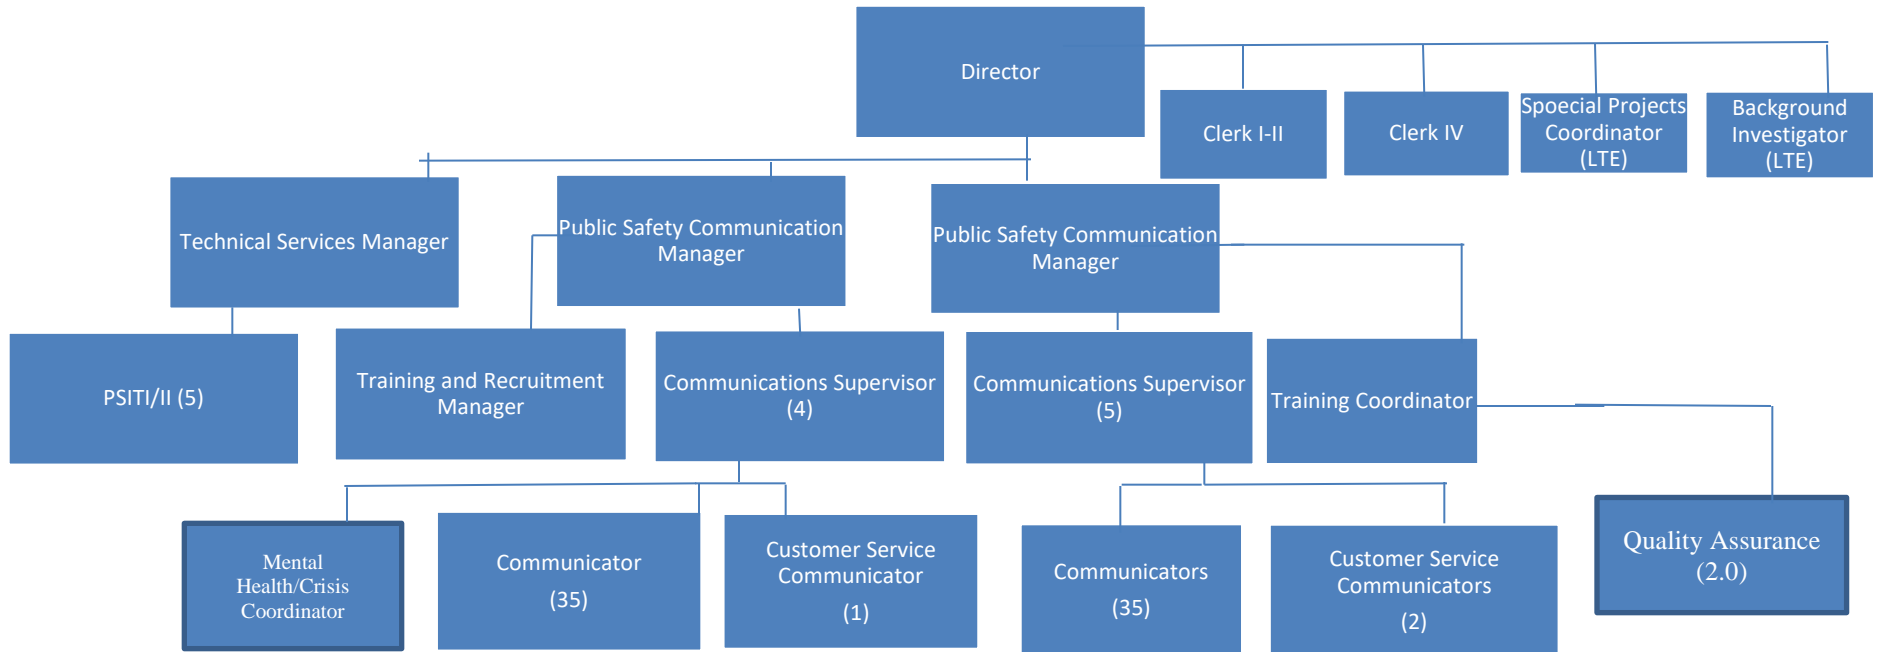 Director
Clerk I-II
Clerk IV
Spoecial Projects
Coordinator
(LTE)
Background
Investigator
(LTE)
Technical Services Manager
Public Safety Communication
Manager
Public Safety Communication
Manager
PSITI/II (5)
Training and Recruitment
Manager
Communications Supervisor
(4)
Communications Supervisor
(5)
Training Coordinator
Mental
Health/Crisis
Coordinator
Communicator
(35)
Customer Service
Communicator
(1)
Communicators
(35)
Customer Service
Communicators
(2)
Quality Assurance
(2.0)